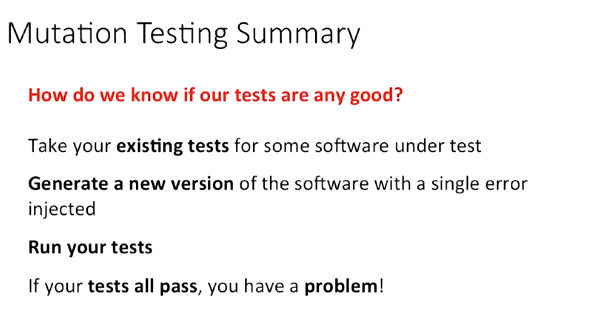 Mutation Testing Summary
How do we know if our tests are any good?
Take your existing tests for some software under test
Generate a new version of the software with a single error
injected
Run your tests
If your tests all pass, you have a problem!